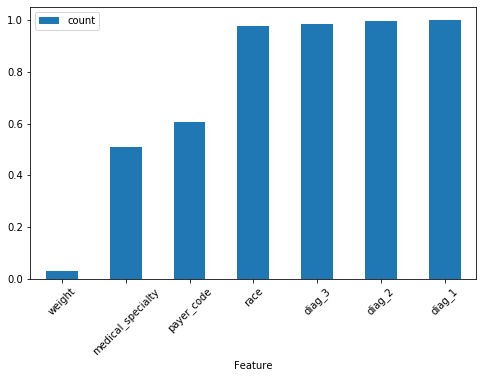 count
1.0
0.8
0.6
0.4
0.2
0.0
weight
medical_specialty
payer_code
race
diag_3
diag_2
diag_1
Feature